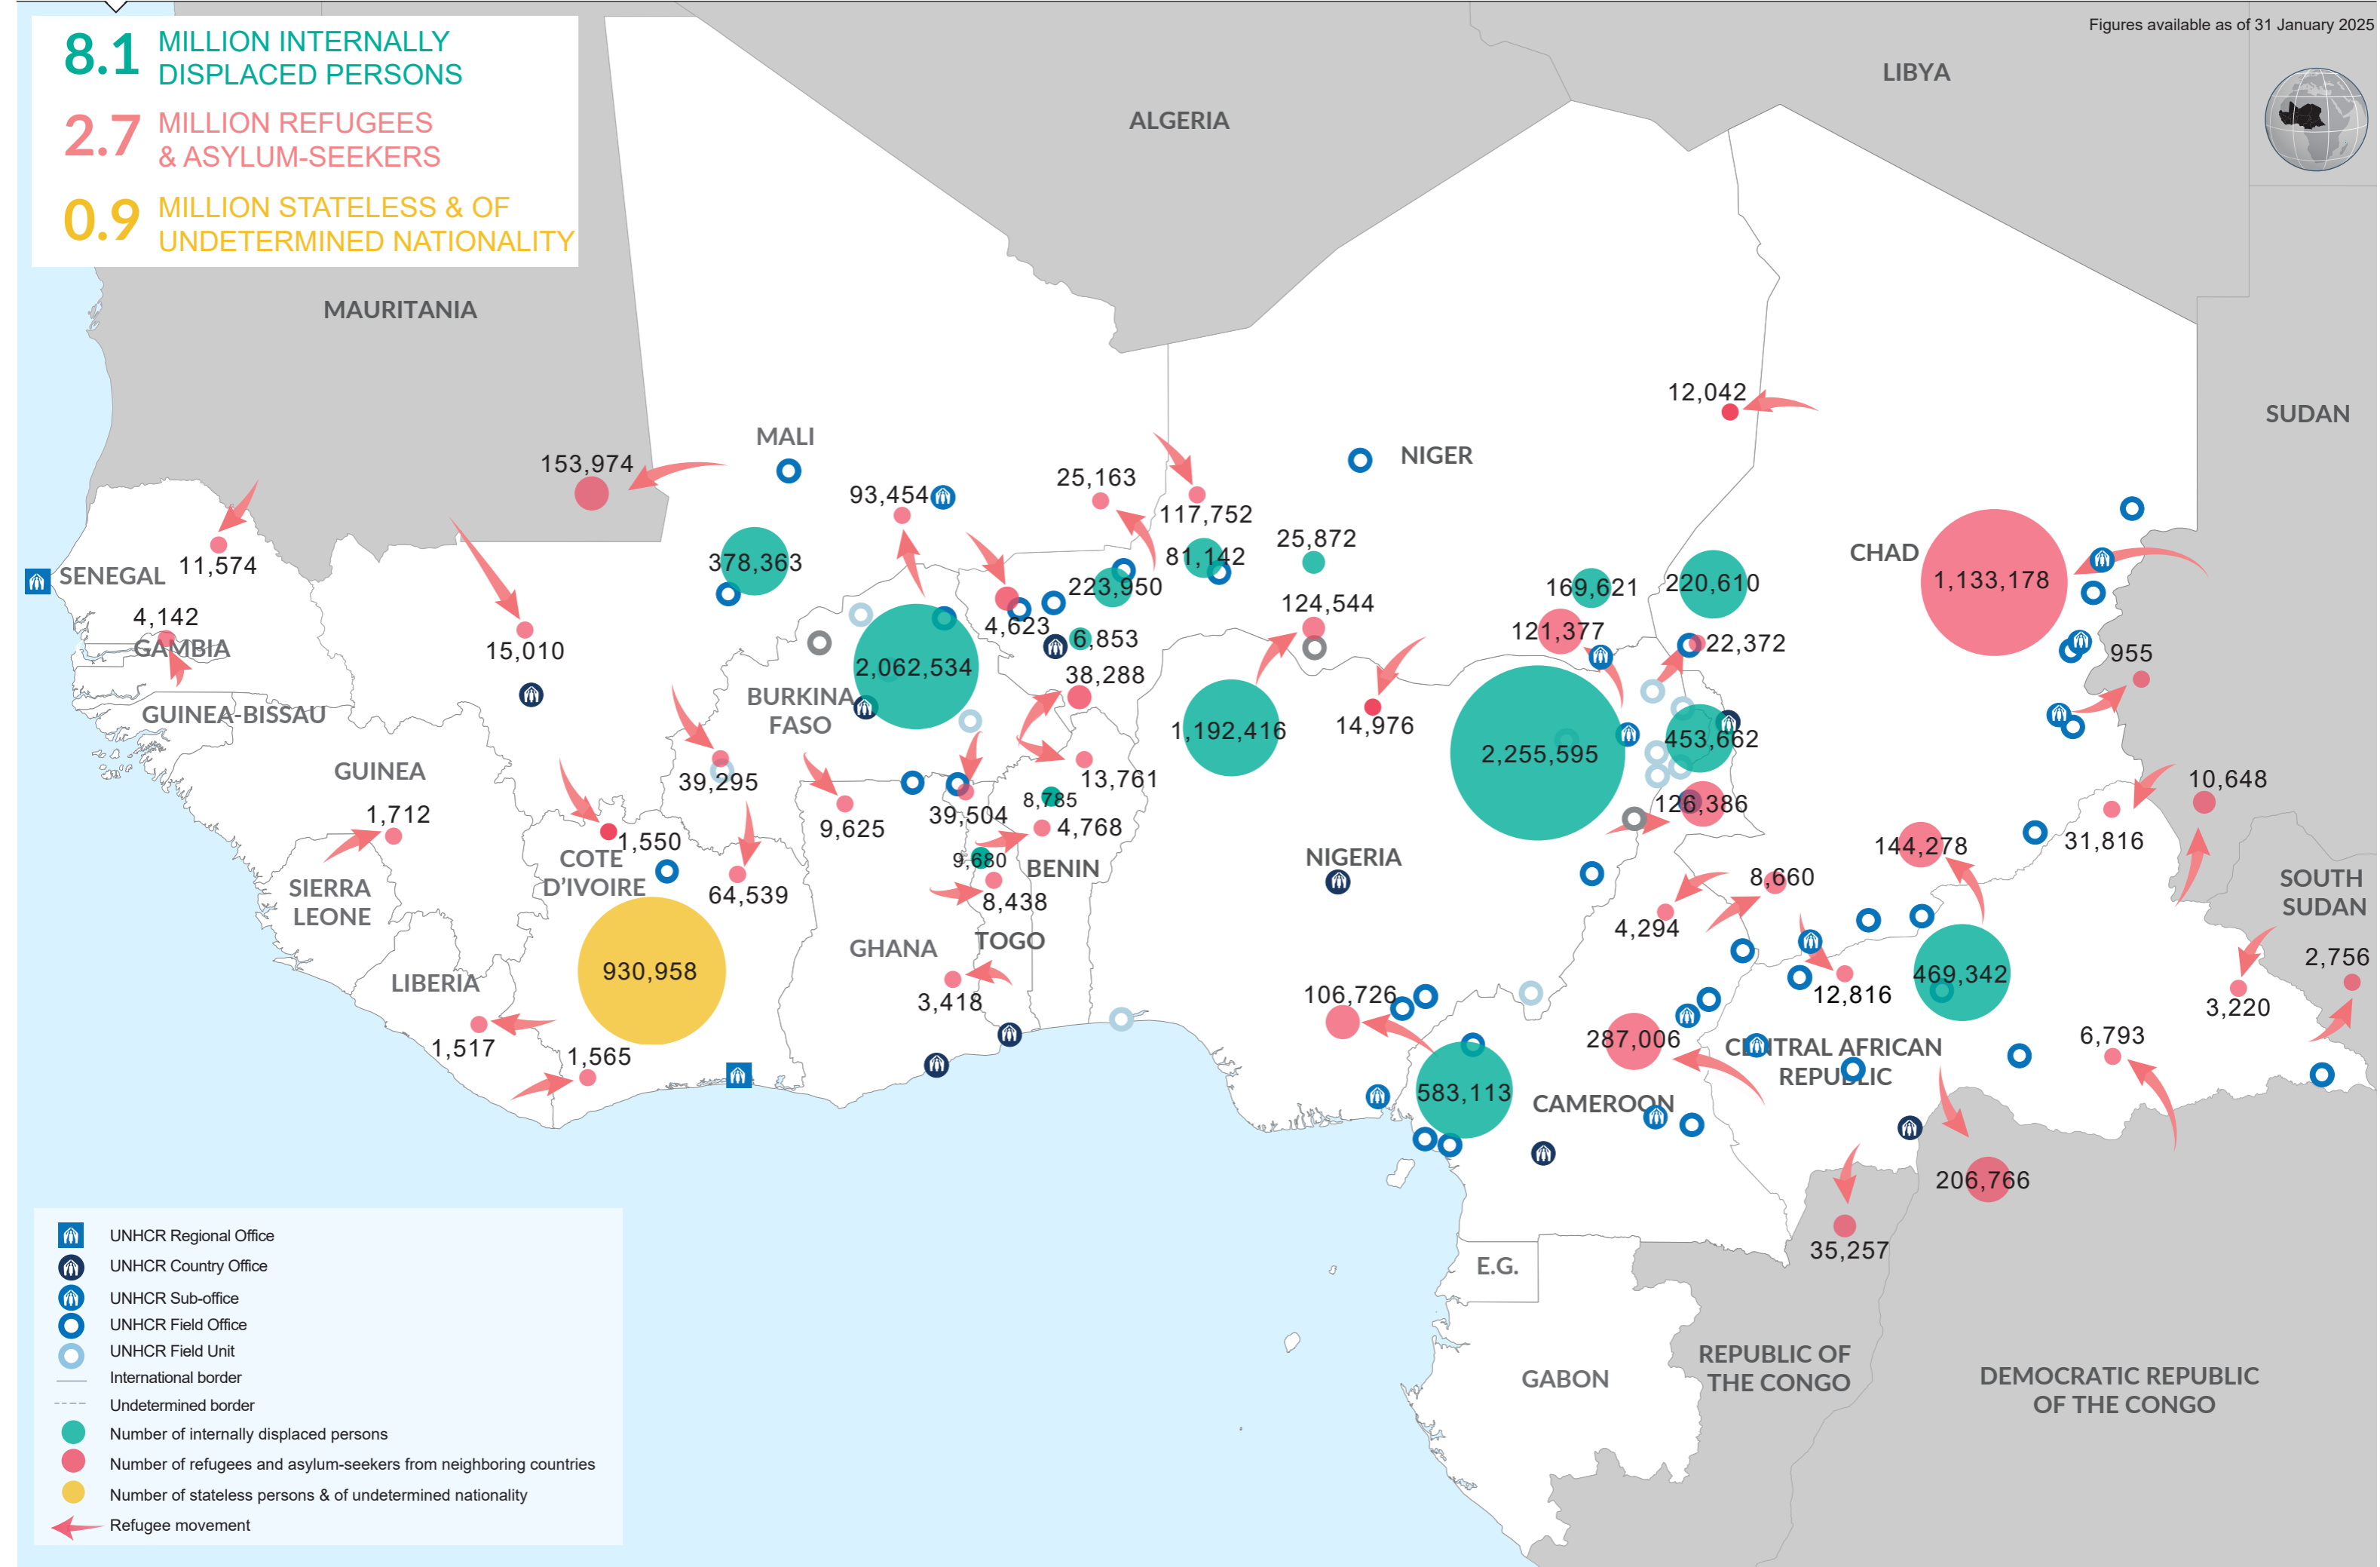 Figures available as of 31 January 2025
8.1 MILLION INTERNALLY
DISPLACED PERSONS
2.7 MILLION REFUGEES
& ASYLUM-SEEKERS
0.9 MILLION STATELESS & OF
UNDETERMINED NATIONALITY
LIBYA
ALGERIA
MAURITANIA
12,042
SUDAN
MALI
NIGER
153,974
25,163
93,454
117,752
25,872
CHAD
11,574
378,363
81,142
SENEGAL
223,950
169,621
220,610
1,133,178
4,142
124,544
4,623
121,377
GAMBIA
15,010
6,853
22,372
955
2,062,534
38,288
BURKINA
FASO
GUINEA-BISSAU
1,192,416
14,976
2,255,595
453,662
GUINEA
39,295
13,761
10,648
8,785
126,386
1,712
9,625
39,504
4,768
31,816
1,550
144,278
COTE
D'IVOIRE
9,680
BENIN
NIGERIA
SIERRA
LEONE
64,539
8,438
8,660
SOUTH
SUDAN
4,294
GHANA
TOGO
930,958
469,342
2,756
LIBERIA
3,418
106,726
12,816
3,220
1,517
1,565
287,006
CENTRAL AFRICAN
REPUBLIC
6,793
583,113
CAMEROON
206,766
35,257
E.G.
GABON
REPUBLIC OF
THE CONGO
DEMOCRATIC REPUBLIC
OF THE CONGO
UNHCR Regional Office
UNHCR Country Office
UNHCR Sub-office
UNHCR Field Office
UNHCR Field Unit
International border
Undetermined border
Number of internally displaced persons
Number of refugees and asylum-seekers from neighboring countries
Number of stateless persons & of undetermined nationality
Refugee movement